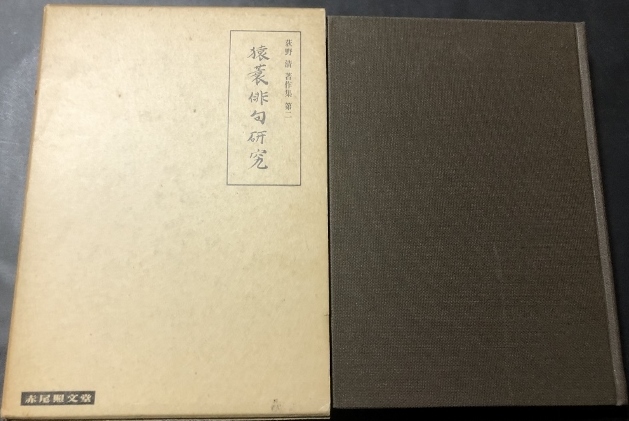 荻野 清 著作集 第二
猿蓑俳句研究
赤尾照文堂